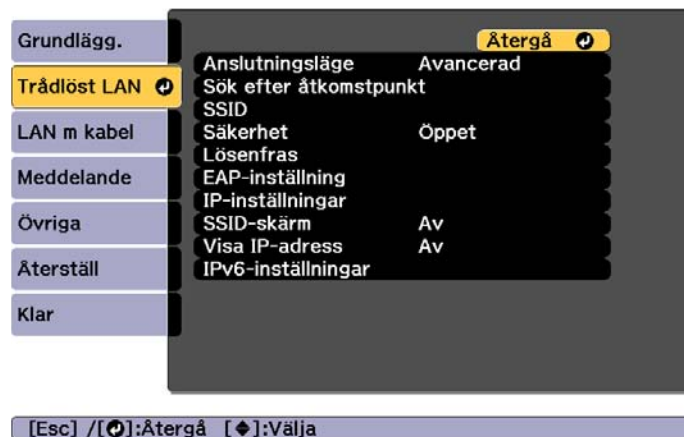 Grundlägg.
Trådlöst LAN
LAN m kabel
Meddelande
Övriga
Återställ
Klar
Återgå
Anslutningsläge Avancerad
Sök efter åtkomstpunkt
SSID
Säkerhet Öppet
Lösenfras
EAP-inställning
IP-inställningar
SSID-skärm Av
Visa IP-adress Av
IPv6-inställningar
[Esc] /[⏎]:Återgå [◆]:Välja